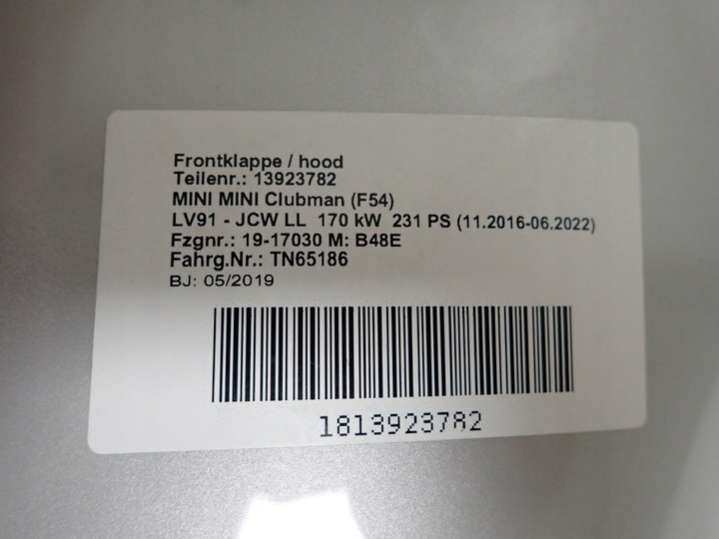 Frontklappe / hood
Teilenr.: 13923782
MINI MINI Clubman (F54)
LV91 - JCW LL 170 kW 231 PS (11.2016-06.2022)
Fzgnr.: 19-17030 M: B48E
Fahrg.Nr.: TN65186
BJ: 05/2019
1813923782